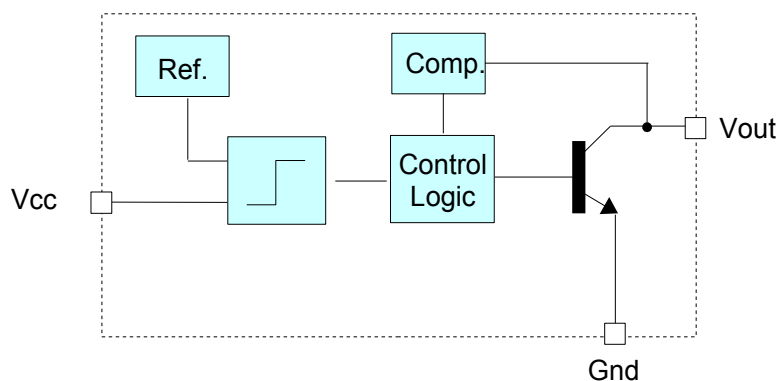 Ref.
Comp.
Control
Logic
Vcc
Vout
Gnd